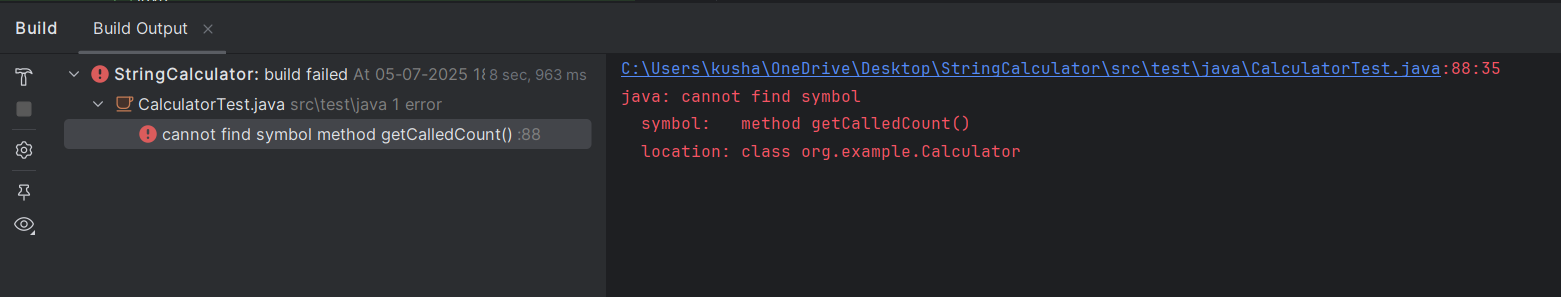 Build
Build Output
StringCalculator: build failed At 05-07-2025 18 8 sec, 963 ms
CalculatorTest.java src\test\java 1 error
cannot find symbol method getCalledCount() :88
C:\Users\kusha\OneDrive\Desktop\StringCalculator\src\test\java\CalculatorTest.java:88:35
java: cannot find symbol
symbol: method getCalledCount()
location: class org.example.Calculator